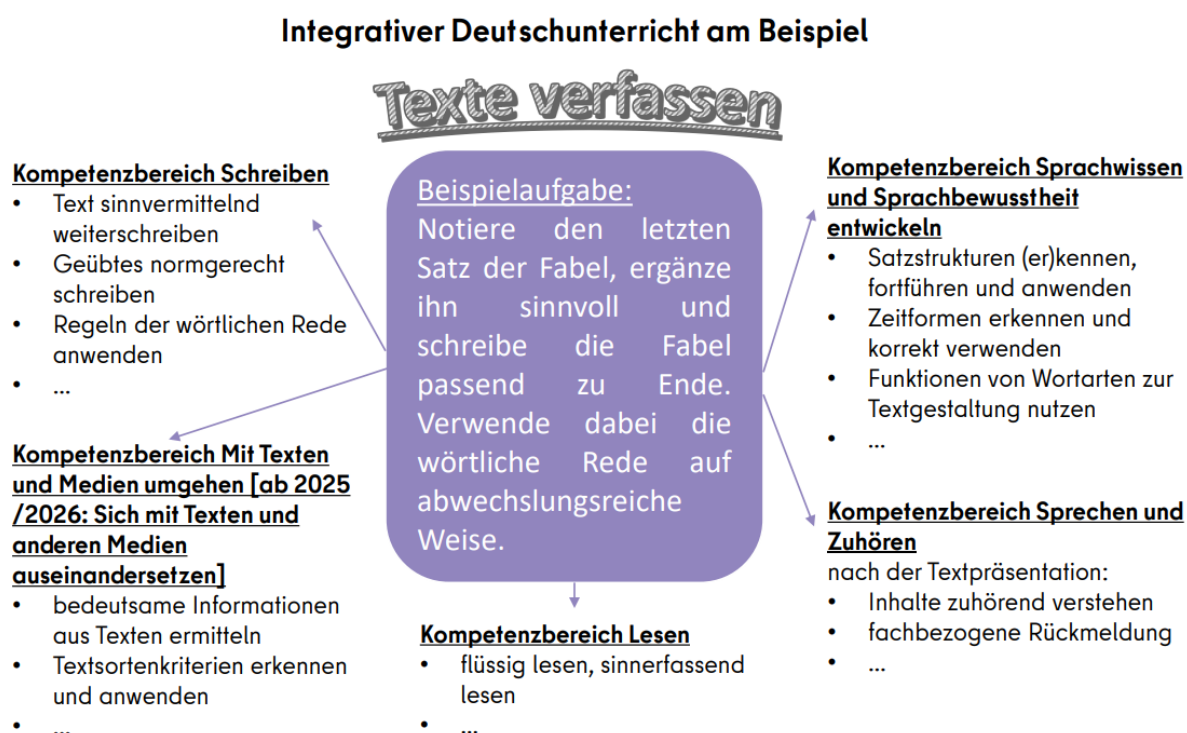 Integrativer Deutschunterricht am Beispiel
Texte verfassen
Kompetenzbereich Schreiben
• Text sinnvermittelnd
weiterschreiben
• Geübtes normgerecht
schreiben
• Regeln der wörtlichen Rede
anwenden
• ...
Kompetenzbereich Mit Texten
und Medien umgehen [ab 2025
/2026: Sich mit Texten und
anderen Medien
auseinandersetzen]
• bedeutsame Informationen
aus Texten ermitteln
• Textsortenkriterien erkennen
und anwenden
• ...
Beispielaufgabe:
Notiere den letzten
Satz der Fabel, ergänze
ihn sinnvoll und
schreibe die Fabel
passend zu Ende.
Verwende dabei die
wörtliche Rede auf
abwechslungsreiche
Weise.
Kompetenzbereich Lesen
• flüssig lesen, sinnerfassend
lesen
• ...
Kompetenzbereich Sprachwissen
und Sprachbewusstheit
entwickeln
• Satzstrukturen (er)kennen,
fortführen und anwenden
• Zeitformen erkennen und
korrekt verwenden
• Funktionen von Wortarten zur
Textgestaltung nutzen
• ...
Kompetenzbereich Sprechen und
Zuhören
nach der Textpräsentation:
• Inhalte zuhörend verstehen
• fachbezogene Rückmeldung
• ...